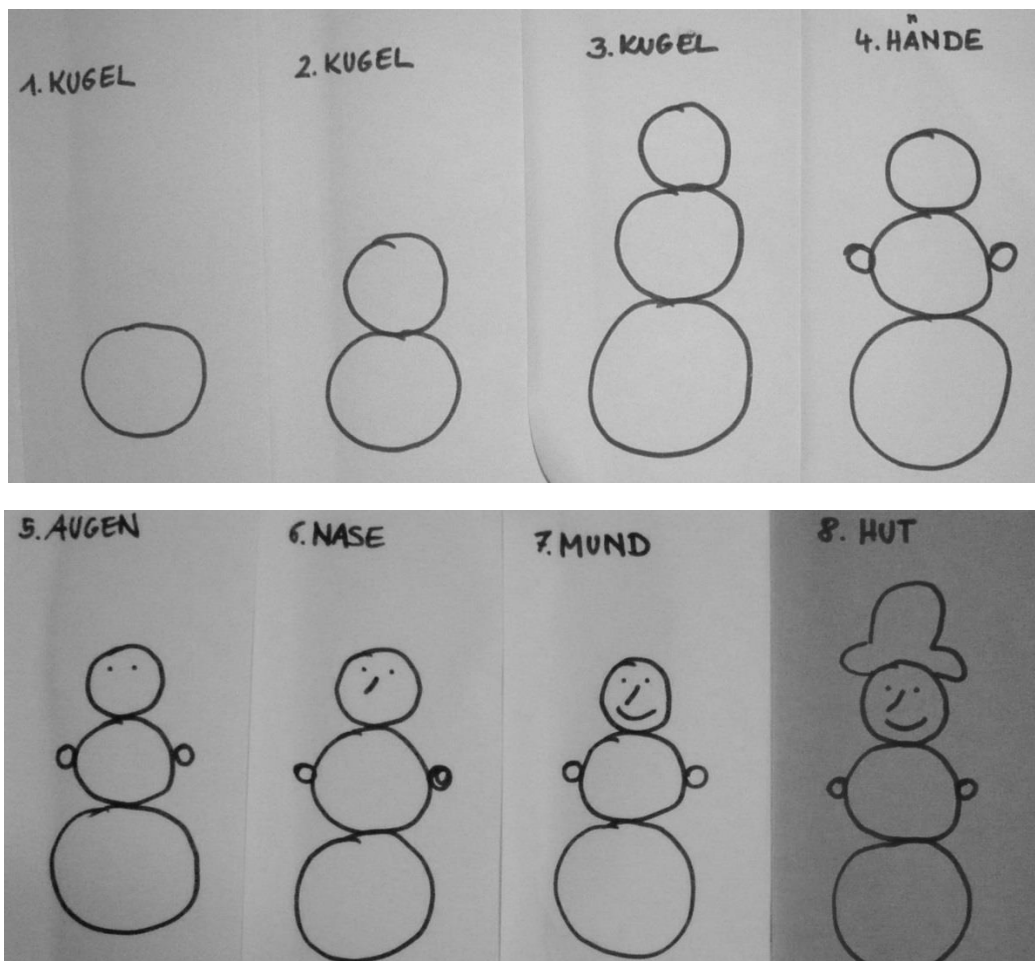 1. KUGEL
2. KUGEL
3. KUGEL
4. HÄNDE
5. AUGEN
6. NASE
7. MUND
8. HUT